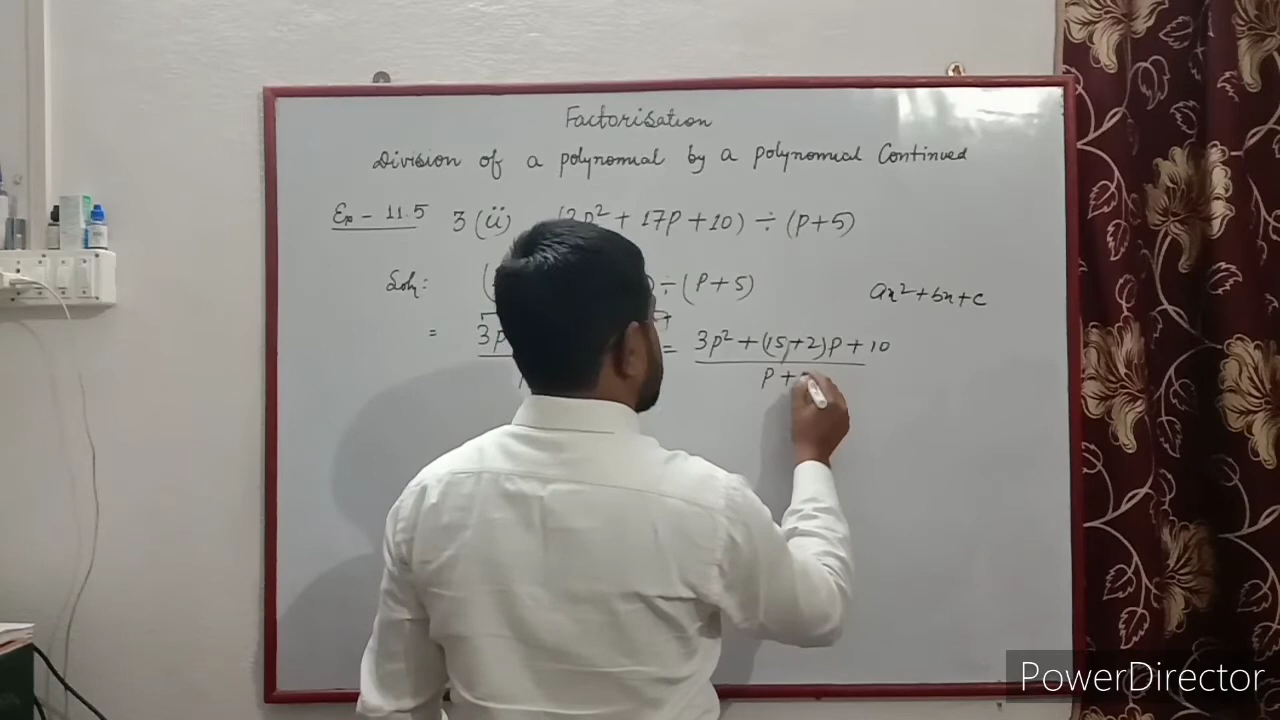 Factorisation
Division of a polynomial by a polynomial Continued
Ex - 11.5 3 (ii) (3p² + 17p + 10) ÷ (p+5)
Soln: ( ) ÷ (p+5)
ax²+bx+c
= 3p = 3p² + (15+2)p + 10
p +
PowerDirector